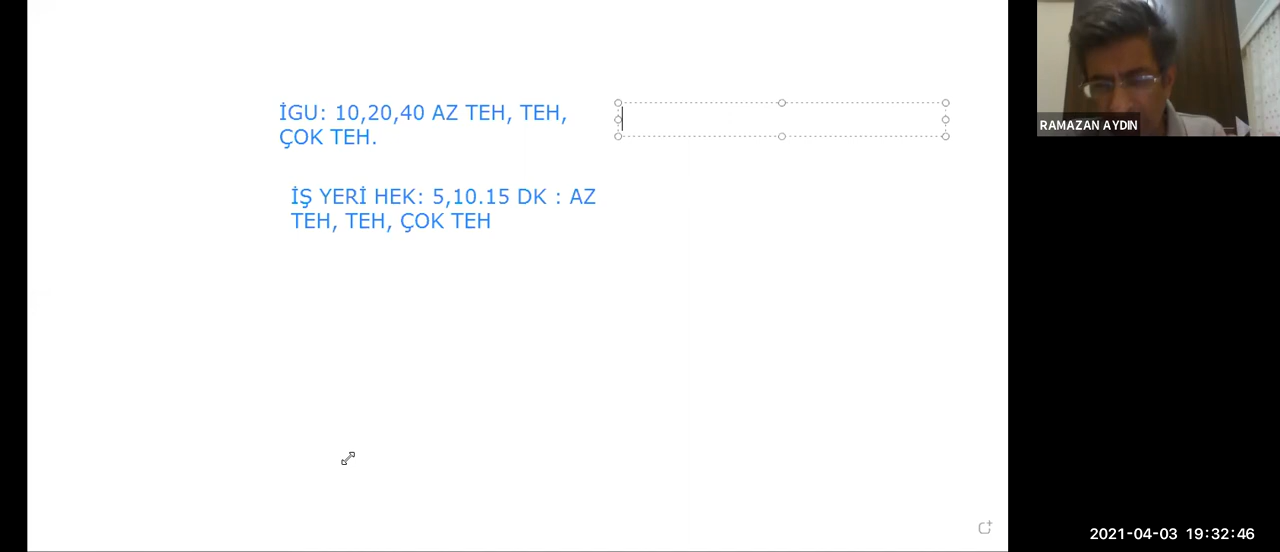 İGU: 10,20,40 AZ TEH, TEH,
ÇOK TEH.
İŞ YERİ HEK: 5,10.15 DK : AZ
TEH, TEH, ÇOK TEH
RAMAZAN AYDIN
2021-04-03 19:32:46